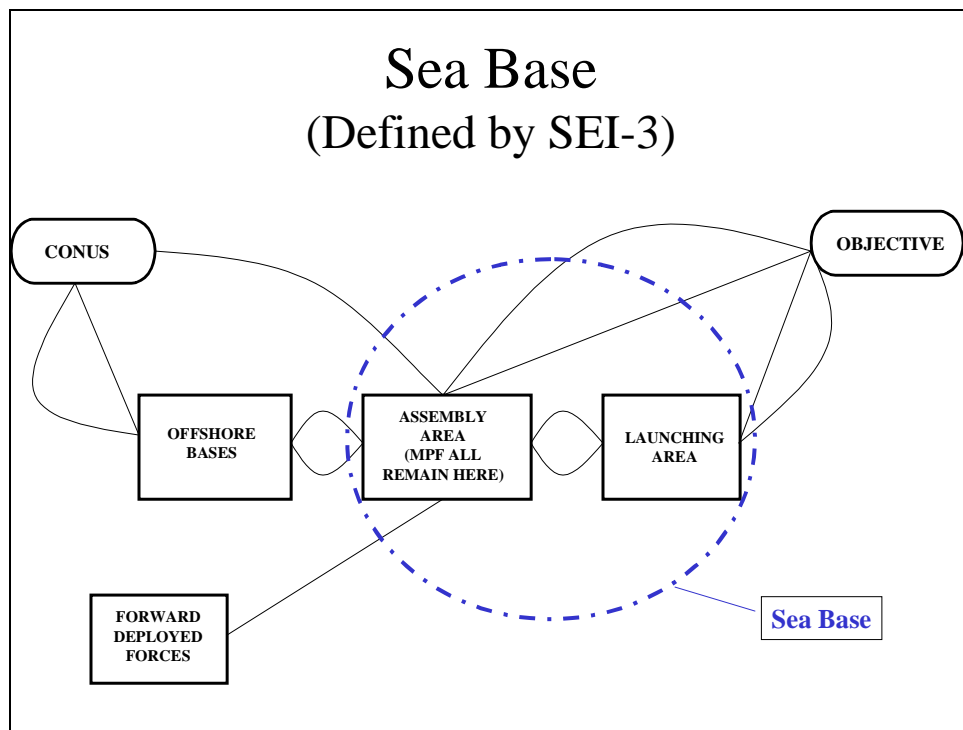 Sea Base
(Defined by SEI-3)
CONUS
OBJECTIVE
OFFSHORE
BASES
ASSEMBLY
AREA
(MPF ALL
REMAIN HERE)
LAUNCHING
AREA
FORWARD
DEPLOYED
FORCES
Sea Base